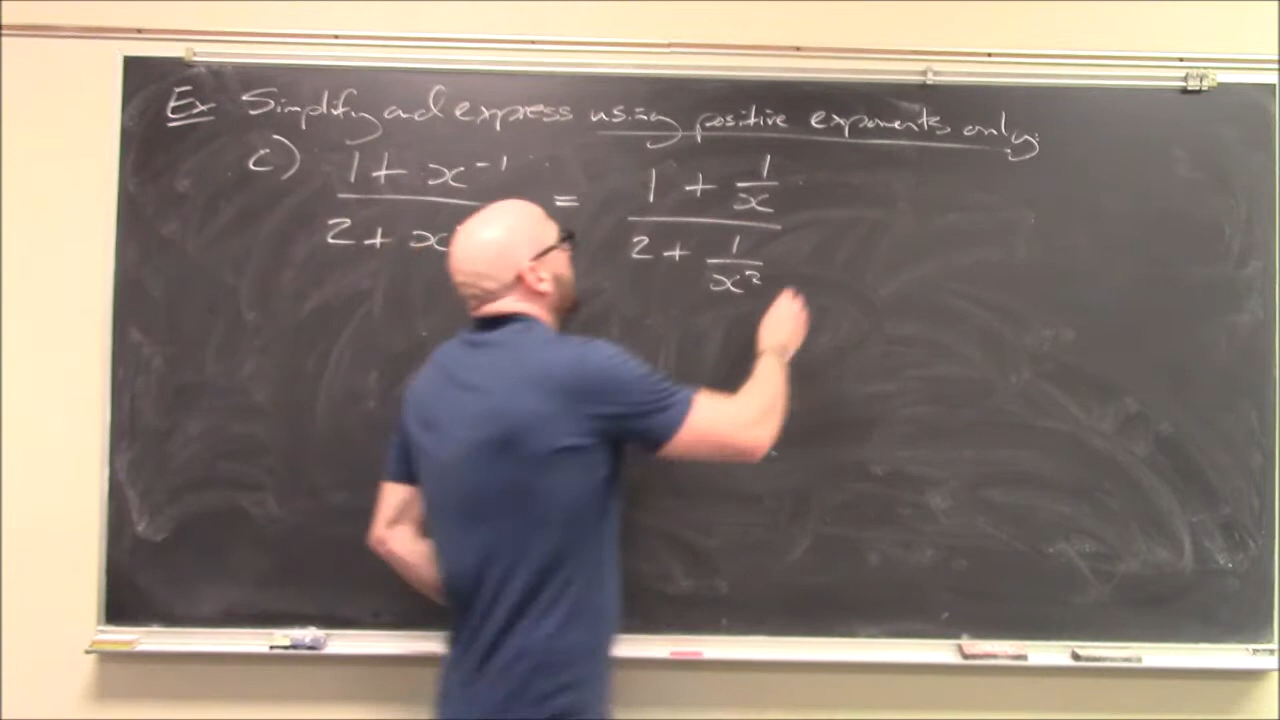 Ex Simplify and express using positive exponents only:
c) 1 + x⁻¹ = 1 + 1/x
2 + x 2 + 1/x²